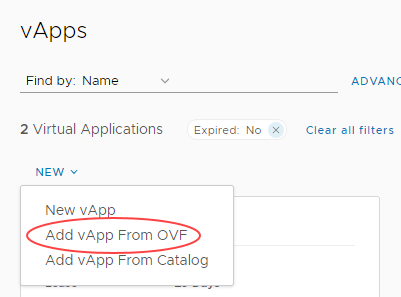 vApps
Find by: Name
ADVANC
2 Virtual Applications
Expired: No
Clear all filters
NEW
New vApp
Add vApp From OVF
Add vApp From Catalog